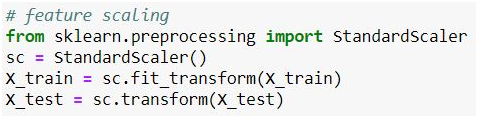 # feature scaling
from sklearn.preprocessing import StandardScaler
sc = StandardScaler()
X_train = sc.fit_transform(X_train)
X_test = sc.transform(X_test)